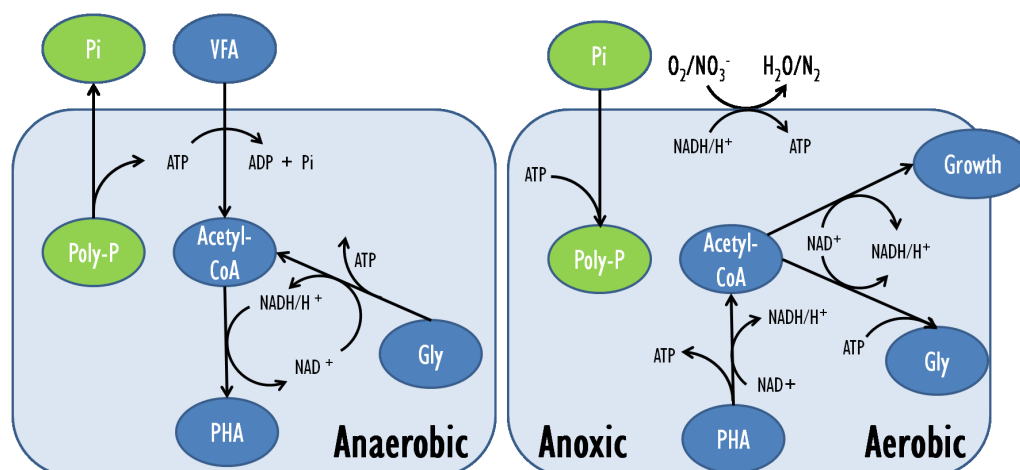 Pi
VFA
ATP
ADP + Pi
Poly-P
Acetyl-
CoA
ATP
NADH/H⁺
NAD⁺
Gly
PHA
Anaerobic
Pi
O₂/NO₃⁻
H₂O/N₂
NADH/H⁺
ATP
ATP
Growth
Poly-P
Acetyl-
CoA
NAD⁺
NADH/H⁺
NADH/H⁺
ATP
ATP
Gly
NAD+
PHA
Anoxic
Aerobic